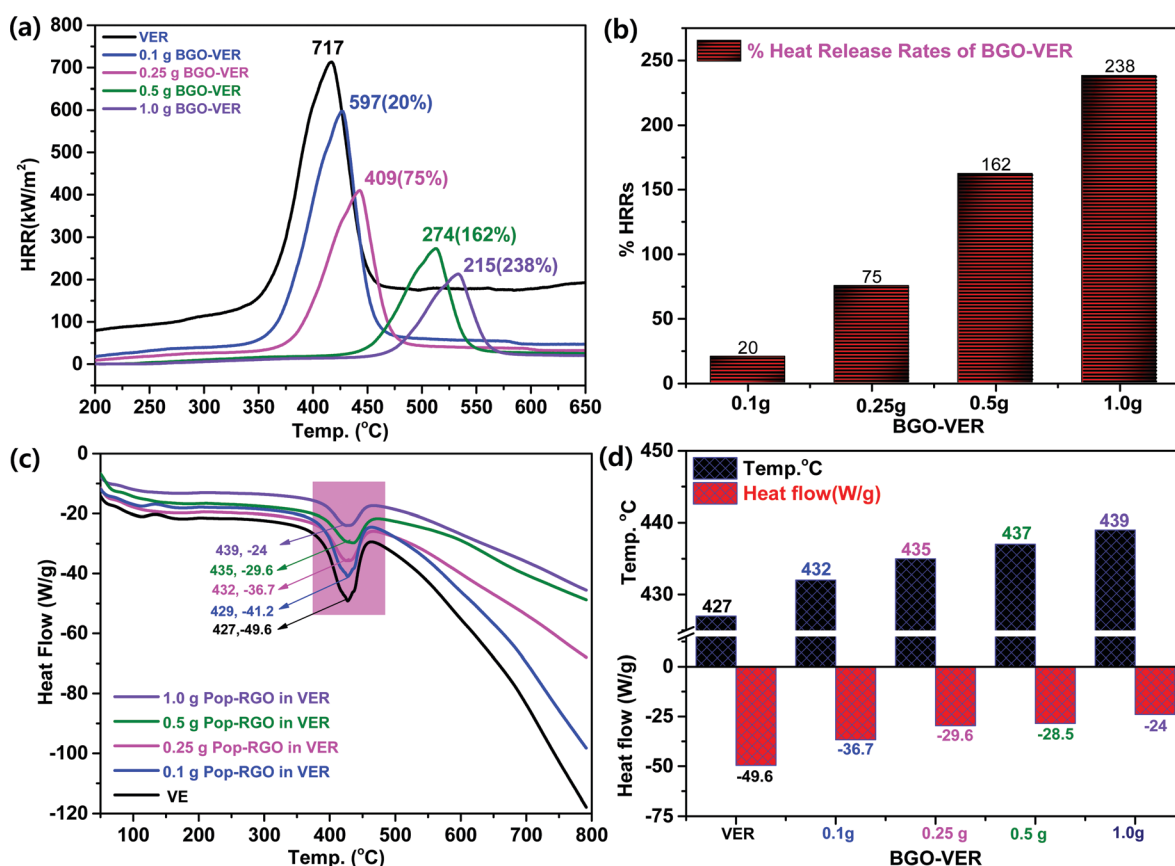 (a)
VER
0.1 g BGO-VER
0.25 g BGO-VER
0.5 g BGO-VER
1.0 g BGO-VER
717
597(20%)
409(75%)
274(162%)
215(238%)
HRR(kW/m²)
800
700
600
500
400
300
200
100
0
200 250 300 350 400 450 500 550 600 650
Temp. (°C)
(b)
% Heat Release Rates of BGO-VER
% HRRs
250
200
150
100
50
0
20
75
162
238
0.1g 0.25g 0.5g 1.0g
BGO-VER
(c)
Heat Flow (W/g)
0
-20
-40
-60
-80
-100
-120
439, -24
435, -29.6
432, -36.7
429, -41.2
427,-49.6
1.0 g Pop-RGO in VER
0.5 g Pop-RGO in VER
0.25 g Pop-RGO in VER
0.1 g Pop-RGO in VER
VE
100 200 300 400 500 600 700 800
Temp. (°C)
(d)
Temp.°C
Heat flow(W/g)
Temp. °C
450
440
430
427
432
435
437
439
Heat flow (W/g)
0
-25
-50
-75
-49.6
-36.7
-29.6
-28.5
-24
VER 0.1g 0.25g 0.5 g 1.0g
BGO-VER